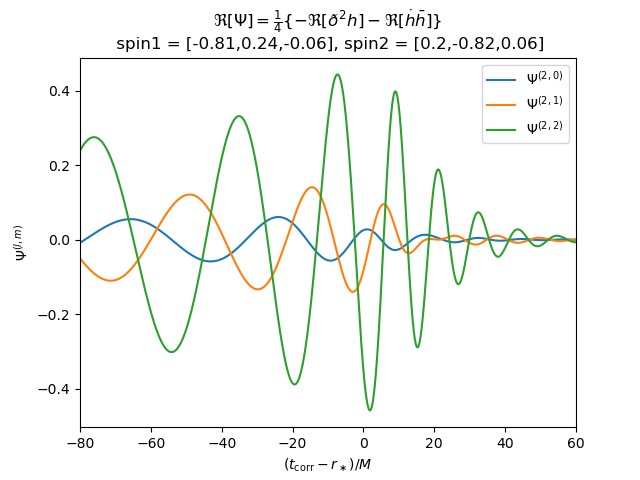 ℜ[Ψ] = 1/4 {−ℜ[ð²h] − ℜ[ḣh̄]}
spin1 = [-0.81,0.24,-0.06], spin2 = [0.2,-0.82,0.06]
Ψ^(2,0)
Ψ^(2,1)
Ψ^(2,2)
Ψ^(l,m)
0.4
0.2
0.0
−0.2
−0.4
−80 −60 −40 −20 0 20 40 60
(t_corr − r_∗)/M